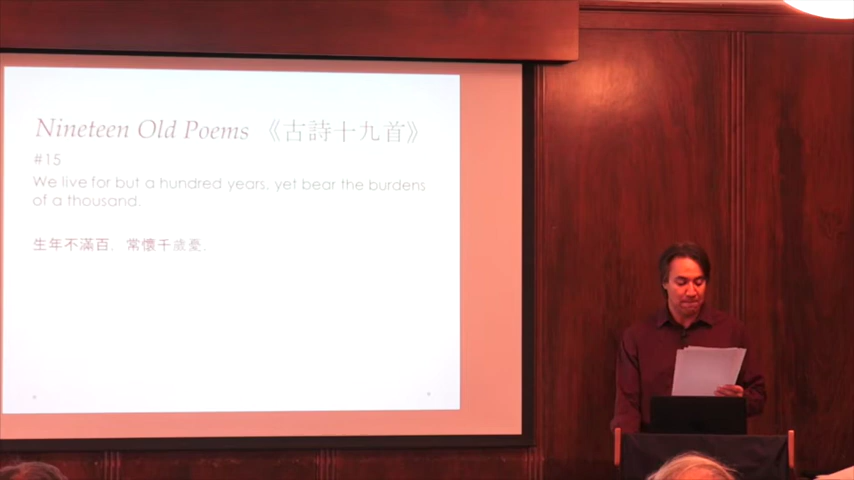 Nineteen Old Poems 《古詩十九首》
#15
We live for but a hundred years, yet bear the burdens
of a thousand.
生年不滿百，常懷千歲憂。